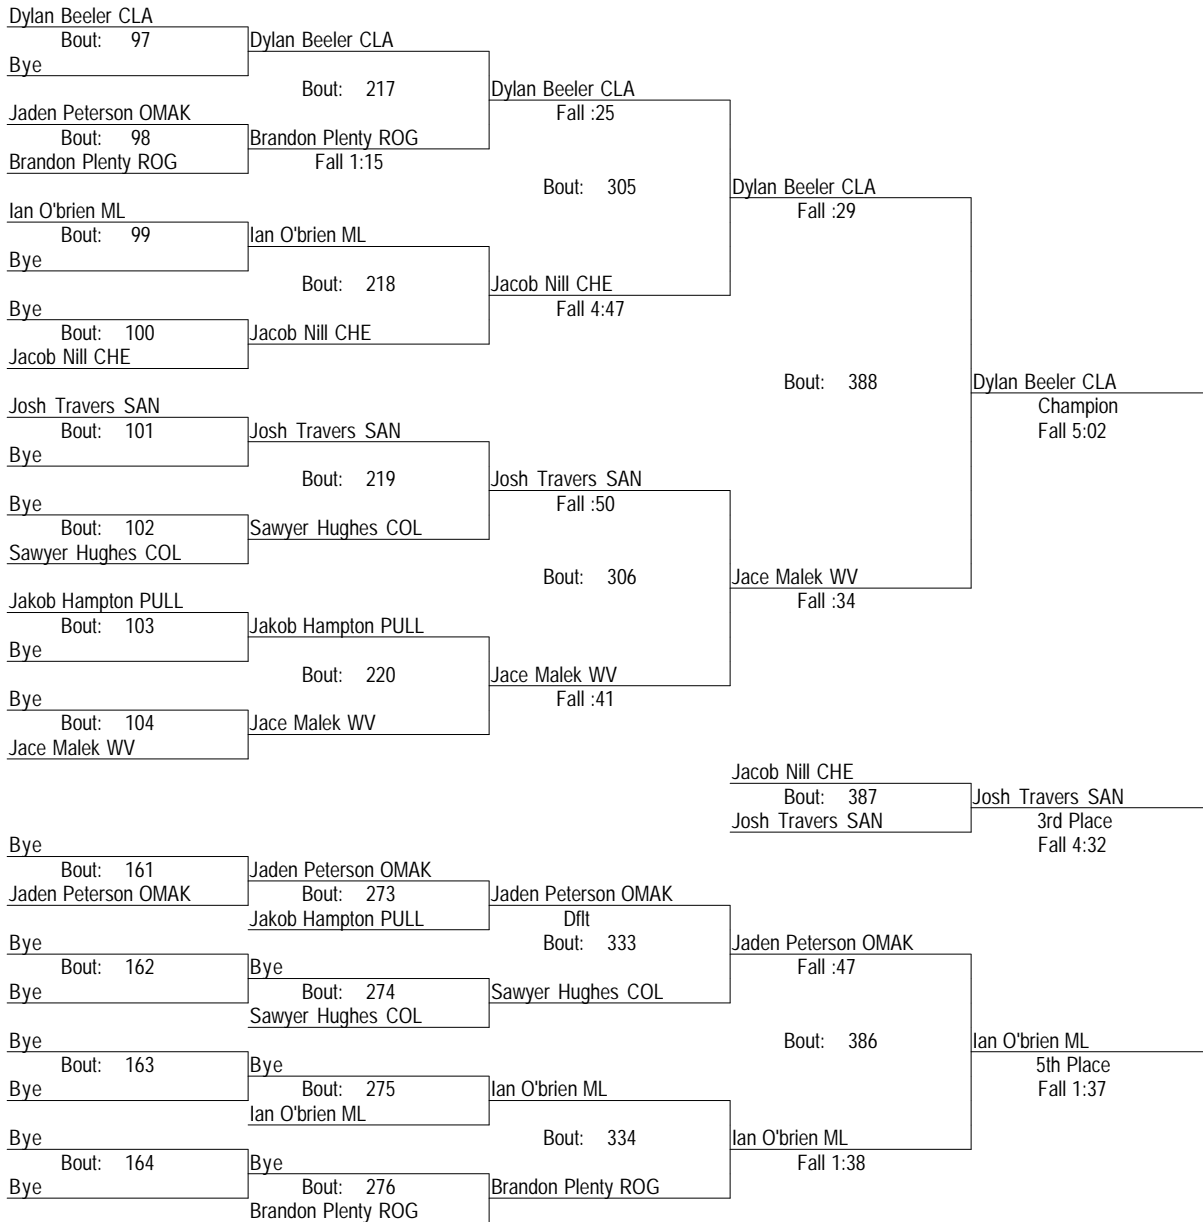 Dylan Beeler CLA
Bout: 97
Bye
Dylan Beeler CLA
Bout: 217
Jaden Peterson OMAK
Bout: 98
Brandon Plenty ROG
Brandon Plenty ROG
Fall 1:15
Dylan Beeler CLA
Fall :25
Bout: 305
Ian O'brien ML
Bout: 99
Bye
Ian O'brien ML
Bout: 218
Bye
Bout: 100
Jacob Nill CHE
Jacob Nill CHE
Jacob Nill CHE
Fall 4:47
Dylan Beeler CLA
Fall :29
Bout: 388
Josh Travers SAN
Bout: 101
Bye
Josh Travers SAN
Bout: 219
Bye
Bout: 102
Sawyer Hughes COL
Sawyer Hughes COL
Josh Travers SAN
Fall :50
Bout: 306
Jakob Hampton PULL
Bout: 103
Bye
Jakob Hampton PULL
Bout: 220
Bye
Bout: 104
Jace Malek WV
Jace Malek WV
Jace Malek WV
Fall :41
Jace Malek WV
Fall :34
Dylan Beeler CLA
Champion
Fall 5:02
Jacob Nill CHE
Bout: 387
Josh Travers SAN
Josh Travers SAN
3rd Place
Fall 4:32
Bye
Bout: 161
Jaden Peterson OMAK
Jaden Peterson OMAK
Bout: 273
Jakob Hampton PULL
Jaden Peterson OMAK
Dflt
Bout: 333
Bye
Bout: 162
Bye
Bye
Bout: 274
Sawyer Hughes COL
Sawyer Hughes COL
Jaden Peterson OMAK
Fall :47
Bout: 386
Bye
Bout: 163
Bye
Bye
Bout: 275
Ian O'brien ML
Ian O'brien ML
Bout: 334
Bye
Bout: 164
Bye
Bye
Bout: 276
Brandon Plenty ROG
Brandon Plenty ROG
Ian O'brien ML
Fall 1:38
Ian O'brien ML
5th Place
Fall 1:37